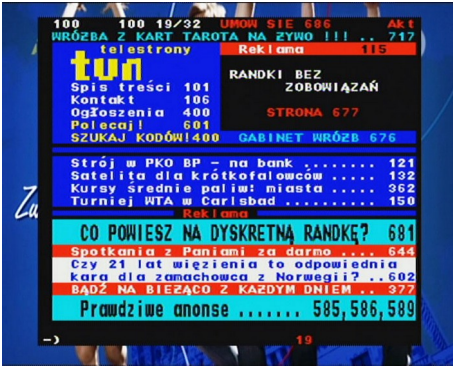 100 100 19/32 UMOW SIE 686 Akt
WRÓŻBA Z KART TAROTA NA ŻYWO !!! .. 717
telestrony
Reklama 115
tvn
RANDKI BEZ
ZOBOWIĄZAŃ
Spis treści 101
Kontakt 106
Ogłoszenia 400
STRONA 677
Polecaj! 601
SZUKAJ KODÓW!400 GABINET WRÓŻB 676
Strój w PKO BP - na bank ........ 121
Satelita dla krótkofalowców ..... 132
Kursy średnie paliw: miasta ..... 362
Turniej WTA w Carlsbad .......... 150
Reklama
CO POWIESZ NA DYSKRETNĄ RANDKĘ? 681
Spotkania z Paniami za darmo .... 644
Czy 21 lat więzienia to odpowiednia
kara dla zamachowca z Norwegii? ..602
BĄDŹ NA BIEŻĄCO Z KAŻDYM DNIEM .. 377
Prawdziwe anonse ....... 585,586,589
-) 19